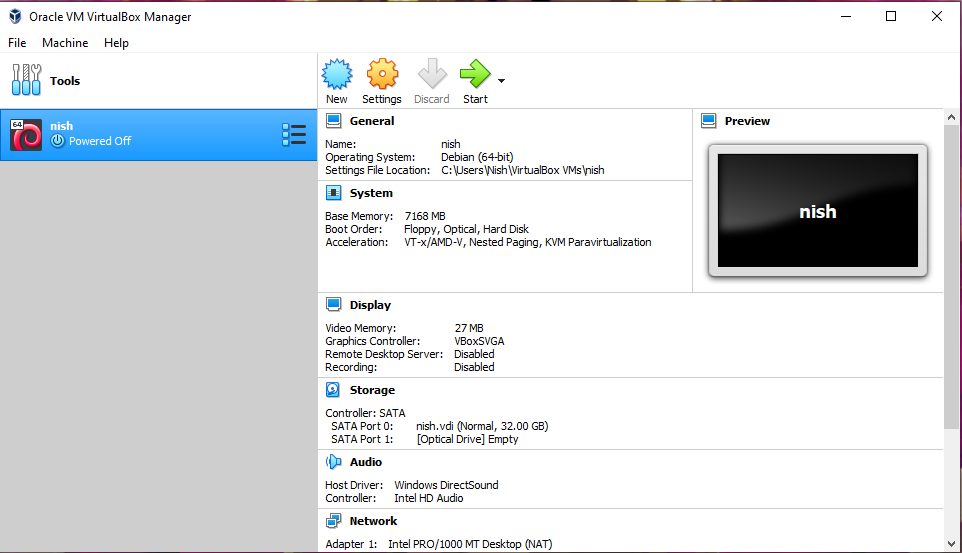 Oracle VM VirtualBox Manager
File Machine Help
Tools
New Settings Discard Start
64
nish
Powered Off
General
Name: nish
Operating System: Debian (64-bit)
Settings File Location: C:\Users\Nish\VirtualBox VMs\nish
System
Base Memory: 7168 MB
Boot Order: Floppy, Optical, Hard Disk
Acceleration: VT-x/AMD-V, Nested Paging, KVM Paravirtualization
Preview
nish
Display
Video Memory: 27 MB
Graphics Controller: VBoxSVGA
Remote Desktop Server: Disabled
Recording: Disabled
Storage
Controller: SATA
SATA Port 0: nish.vdi (Normal, 32.00 GB)
SATA Port 1: [Optical Drive] Empty
Audio
Host Driver: Windows DirectSound
Controller: Intel HD Audio
Network
Adapter 1: Intel PRO/1000 MT Desktop (NAT)